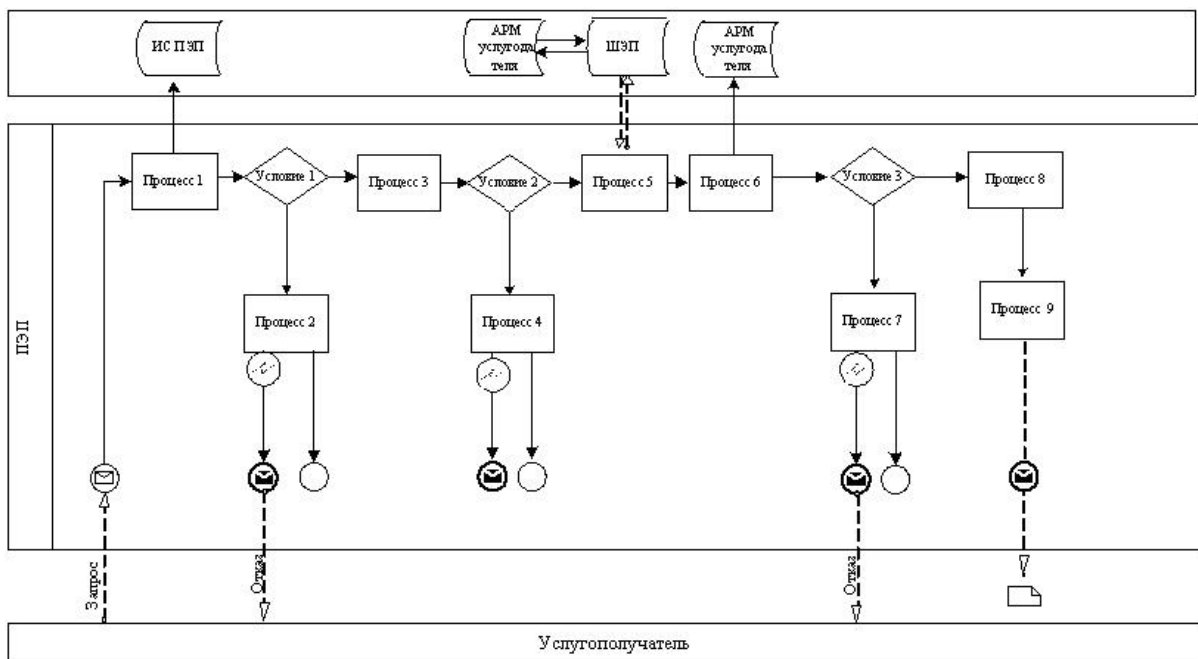 ИС ПЭП
АРМ
услугода
теля
ШЭП
АРМ
услугода
теля
ПЭП
Процесс 1
Условие 1
Процесс 3
Условие 2
Процесс 5
Процесс 6
Условие 3
Процесс 8
Процесс 2
Процесс 4
Процесс 7
Процесс 9
Запрос
Отказ
Отказ
Услугополучатель